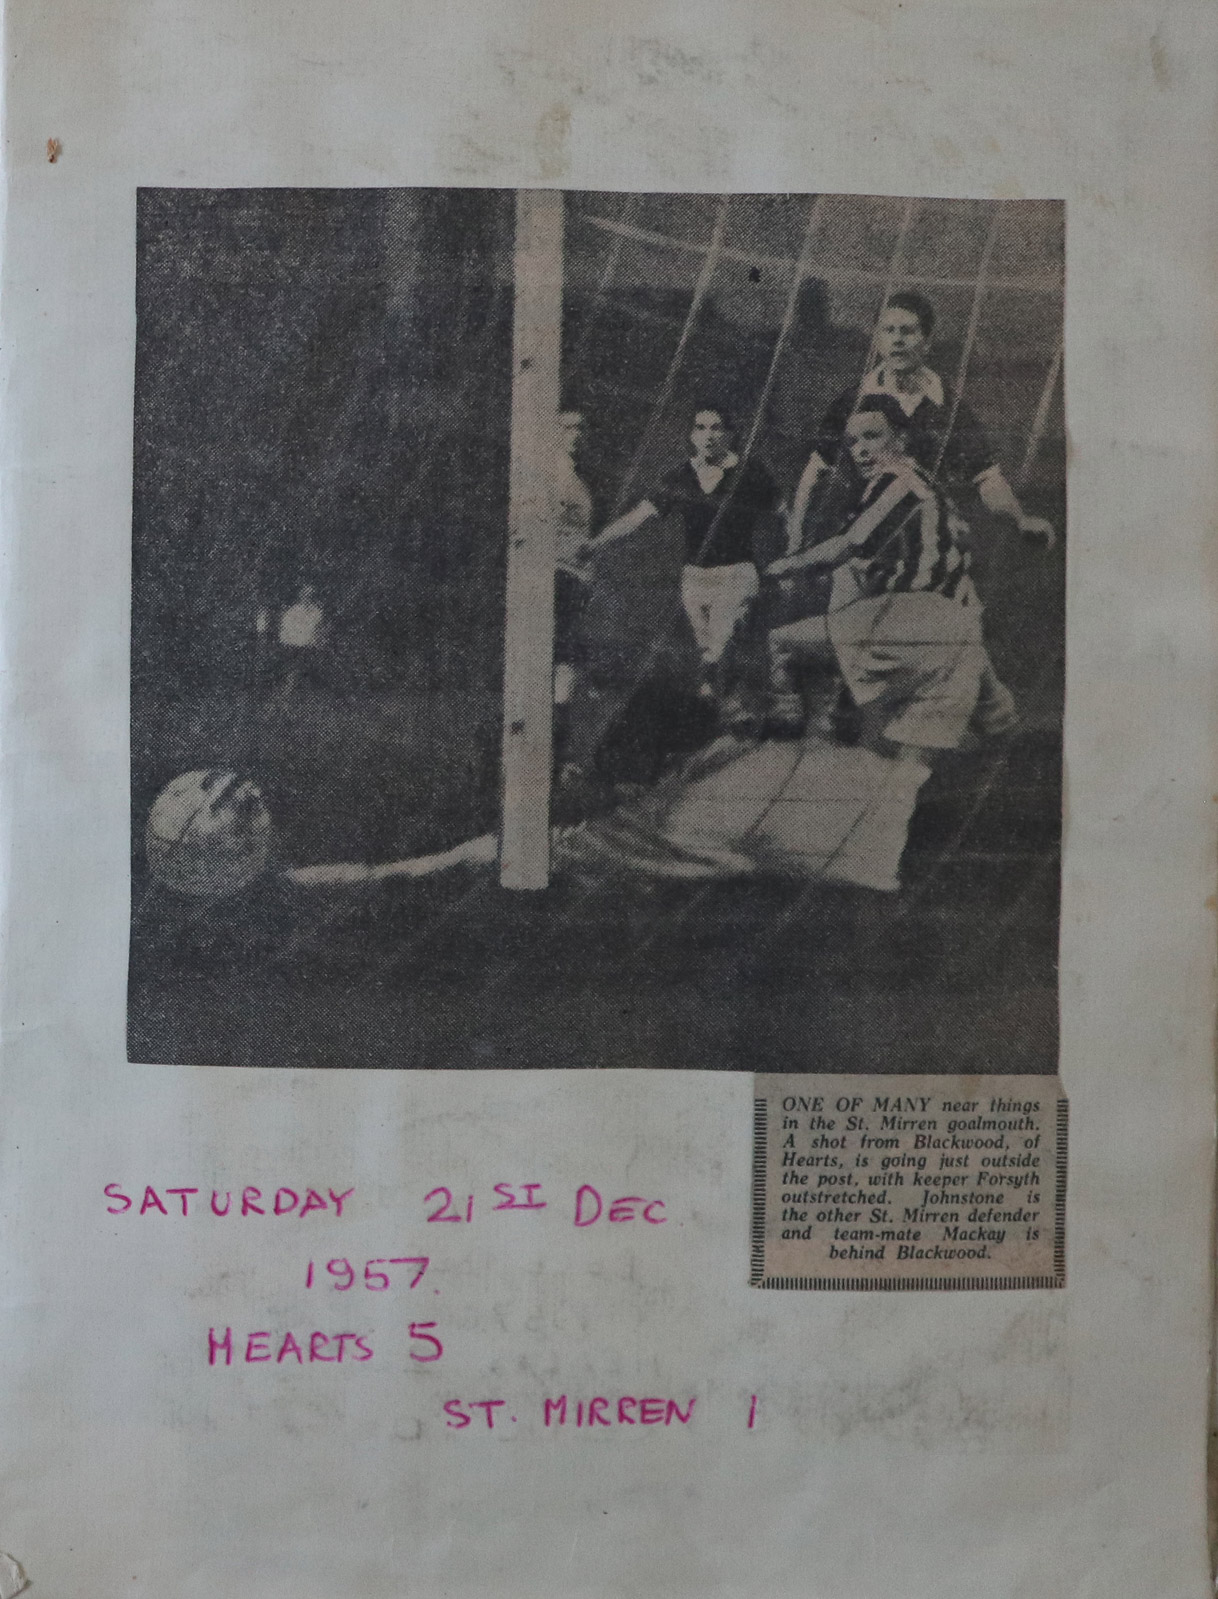 ONE OF MANY near things
in the St. Mirren goalmouth.
A shot from Blackwood, of
Hearts, is going just outside
the post, with keeper Forsyth
outstretched. Johnstone is
the other St. Mirren defender
and team-mate Mackay is
behind Blackwood.
SATURDAY 21ST DEC
1957.
HEARTS 5
ST. MIRREN 1